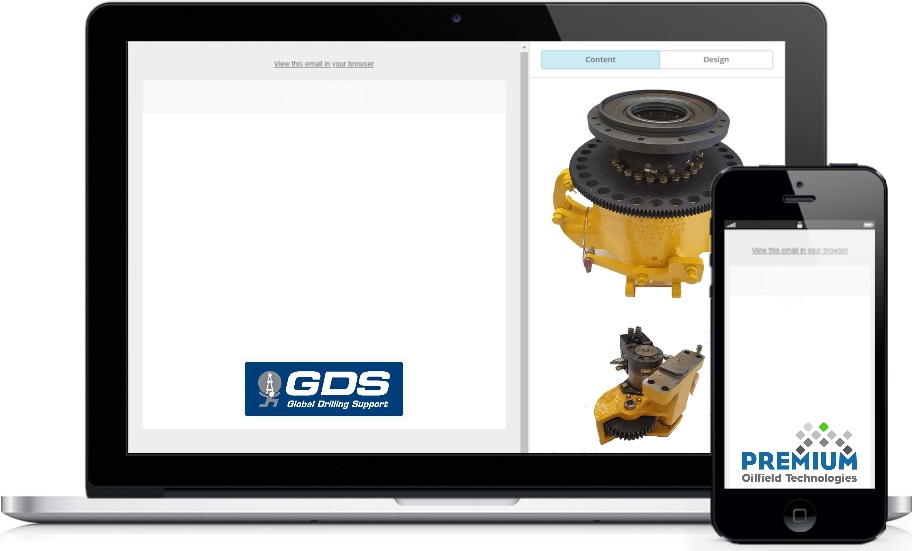 View this email in your browser
Content
Design
GDS
Global Drilling Support
View this email in your browser
PREMIUM
Oilfield Technologies